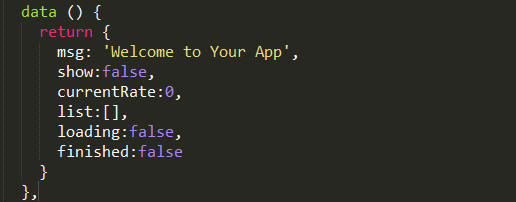 data () {
return {
msg: 'Welcome to Your App',
show:false,
currentRate:0,
list:[],
loading:false,
finished:false
}
},